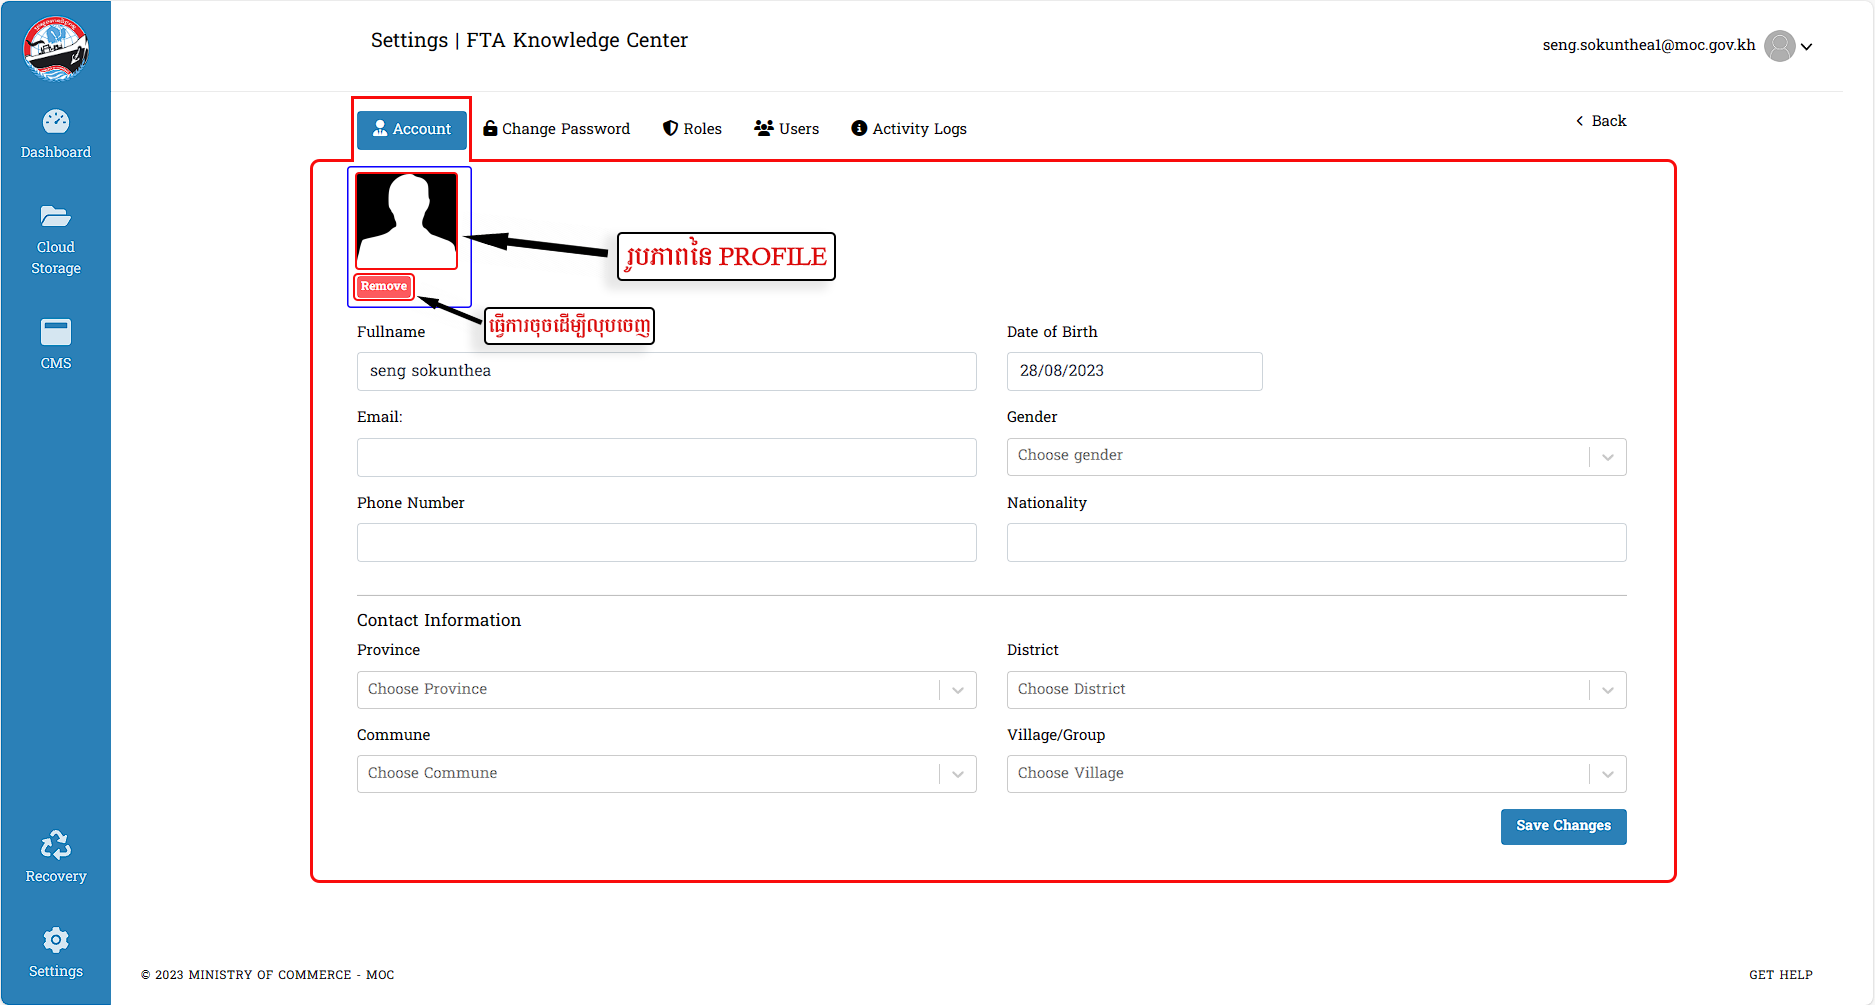 Settings | FTA Knowledge Center
seng.sokunthea1@moc.gov.kh
Dashboard
Cloud
Storage
CMS
Recovery
Settings
Account
Change Password
Roles
Users
Activity Logs
Back
រូបភាពនៃ PROFILE
Remove
ធ្វើការចុចដើម្បីលុបចេញ
Fullname
Date of Birth
seng sokunthea
28/08/2023
Email:
Gender
Choose gender
Phone Number
Nationality
Contact Information
Province
District
Choose Province
Choose District
Commune
Village/Group
Choose Commune
Choose Village
Save Changes
© 2023 MINISTRY OF COMMERCE - MOC
GET HELP